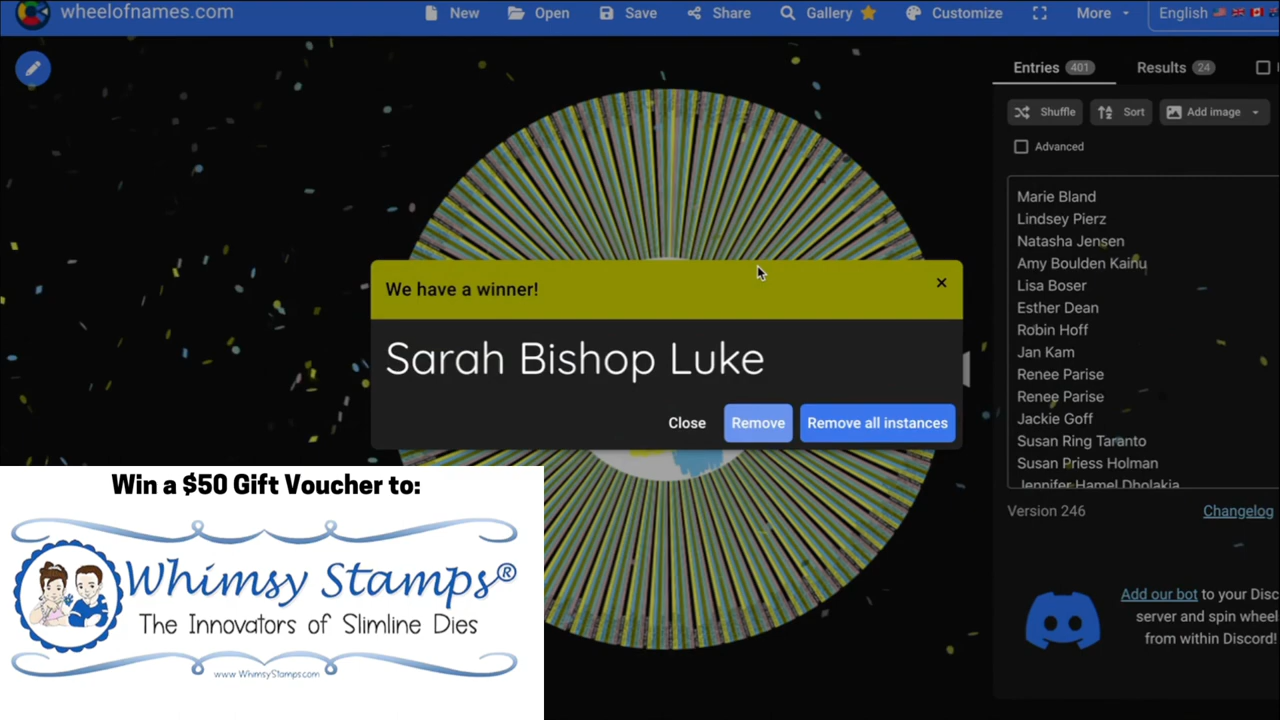 wheelofnames.com
New
Open
Save
Share
Gallery
Customize
More
English
Entries 401
Results 24
Shuffle
Sort
Add image
Advanced
Marie Bland
Lindsey Pierz
Natasha Jensen
Amy Boulden Kainu
Lisa Boser
Esther Dean
Robin Hoff
Jan Kam
Renee Parise
Renee Parise
Jackie Goff
Susan Ring Taranto
Susan Priess Holman
Jennifer Hamel Dholakia
Version 246
Changelog
We have a winner!
Sarah Bishop Luke
Close
Remove
Remove all instances
Add our bot to your Disc
server and spin wheel
from within Discord!
Win a $50 Gift Voucher to:
Whimsy Stamps®
The Innovators of Slimline Dies
www.WhimsyStamps.com